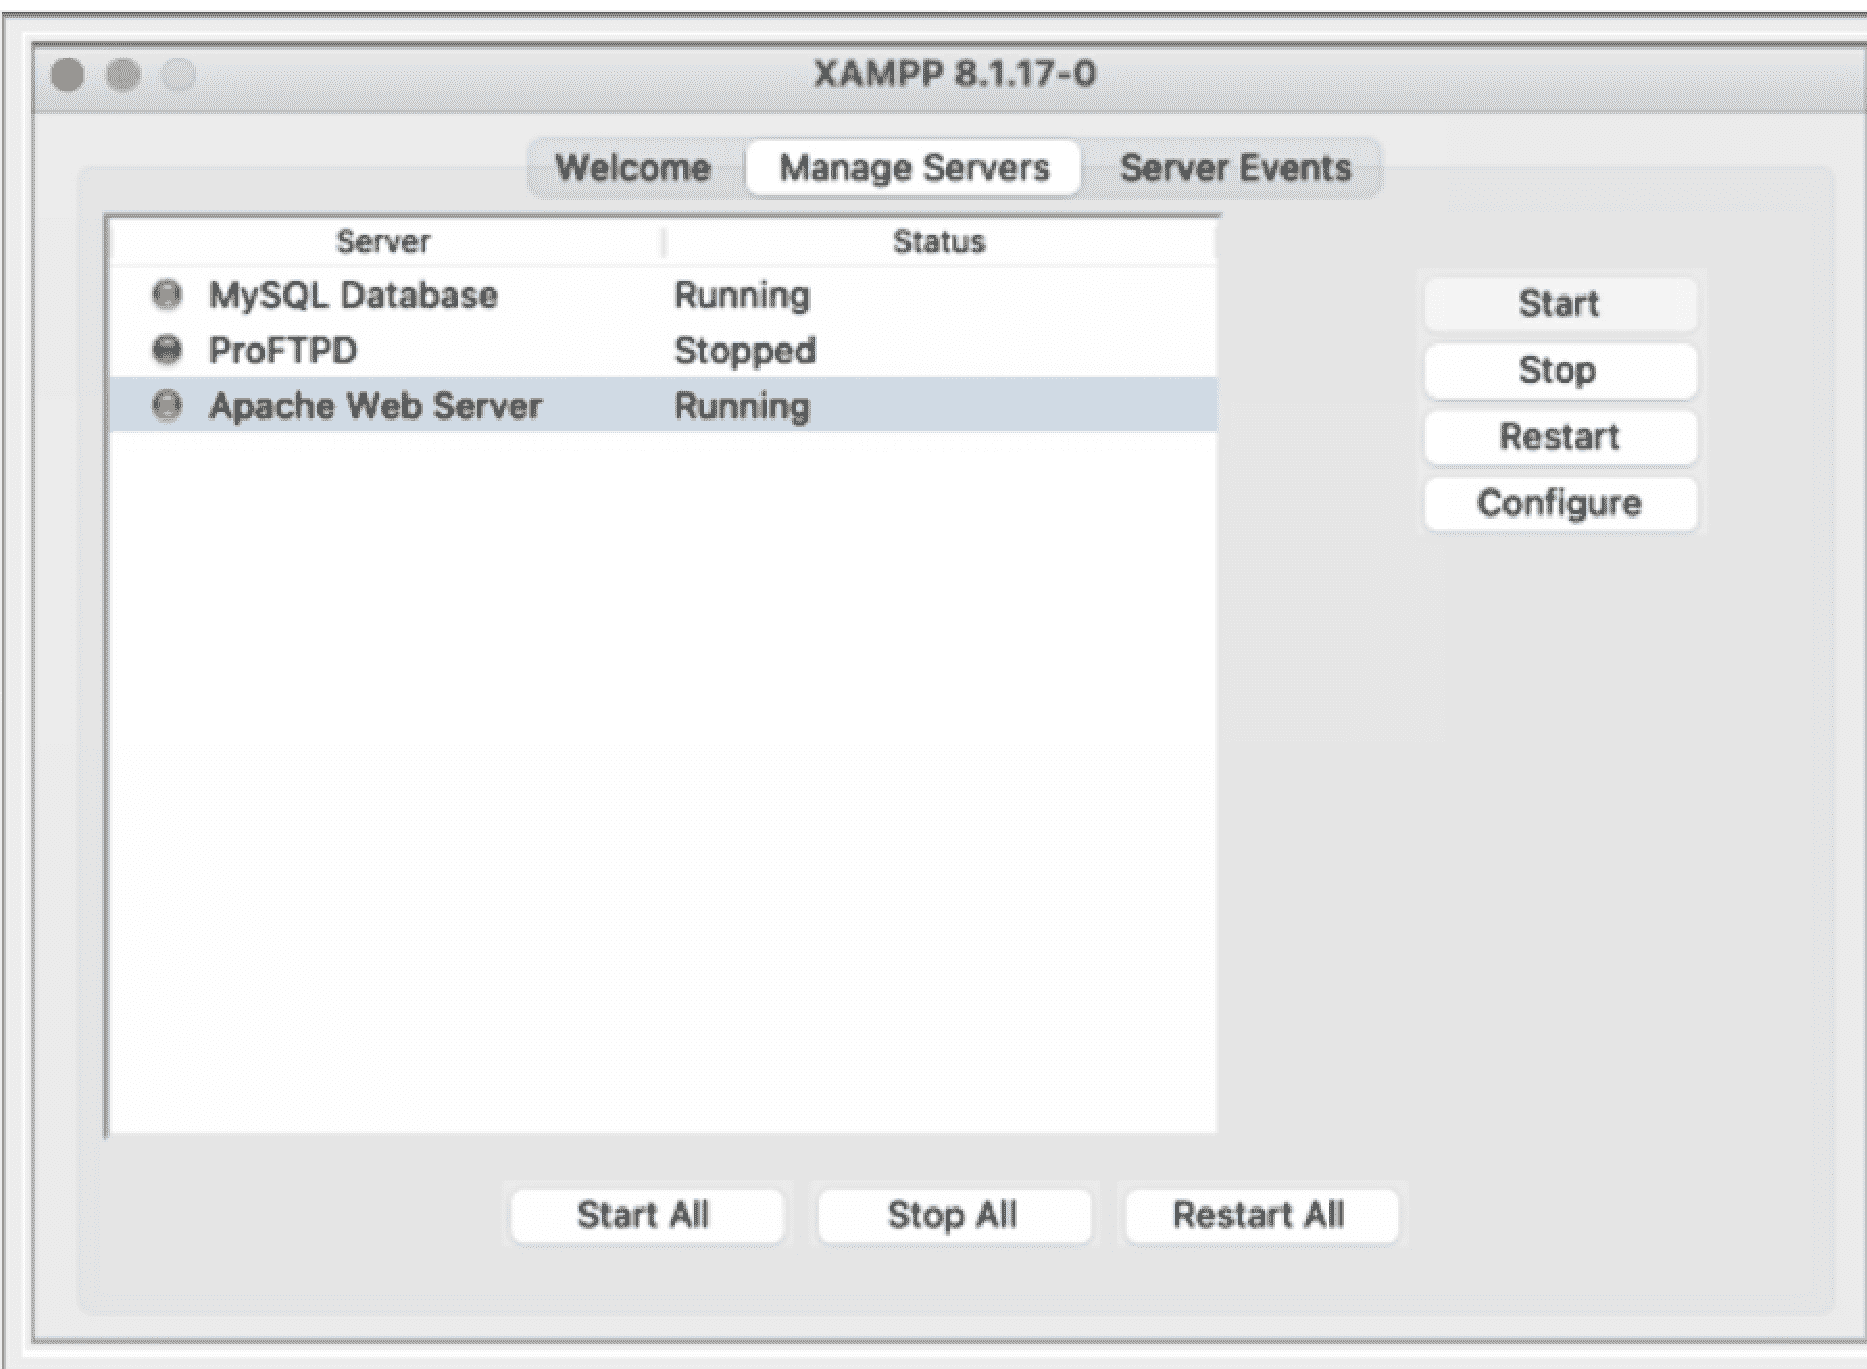 XAMPP 8.1.17-0
Welcome Manage Servers Server Events
Server Status
MySQL Database Running
ProFTPD Stopped
Apache Web Server Running
Start
Stop
Restart
Configure
Start All Stop All Restart All